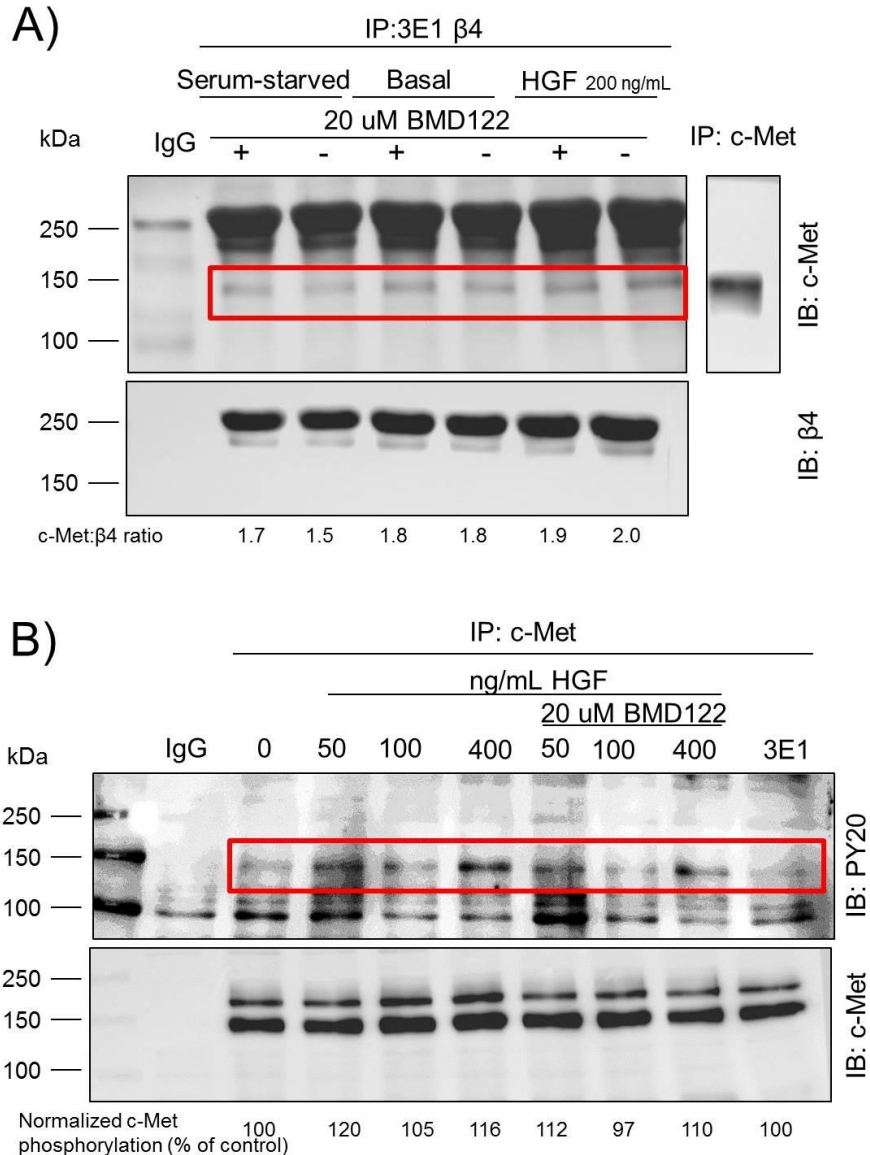 A)
IP:3E1 β4
Serum-starved Basal HGF 200 ng/mL
20 uM BMD122
kDa IgG + - + - + - IP: c-Met
250
150
100
IB: c-Met
250
150
IB: β4
c-Met:β4 ratio 1.7 1.5 1.8 1.8 1.9 2.0
B)
IP: c-Met
ng/mL HGF
20 uM BMD122
kDa IgG 0 50 100 400 50 100 400 3E1
250
150
100
IB: PY20
250
150
100
IB: c-Met
Normalized c-Met
phosphorylation (% of control) 100 120 105 116 112 97 110 100